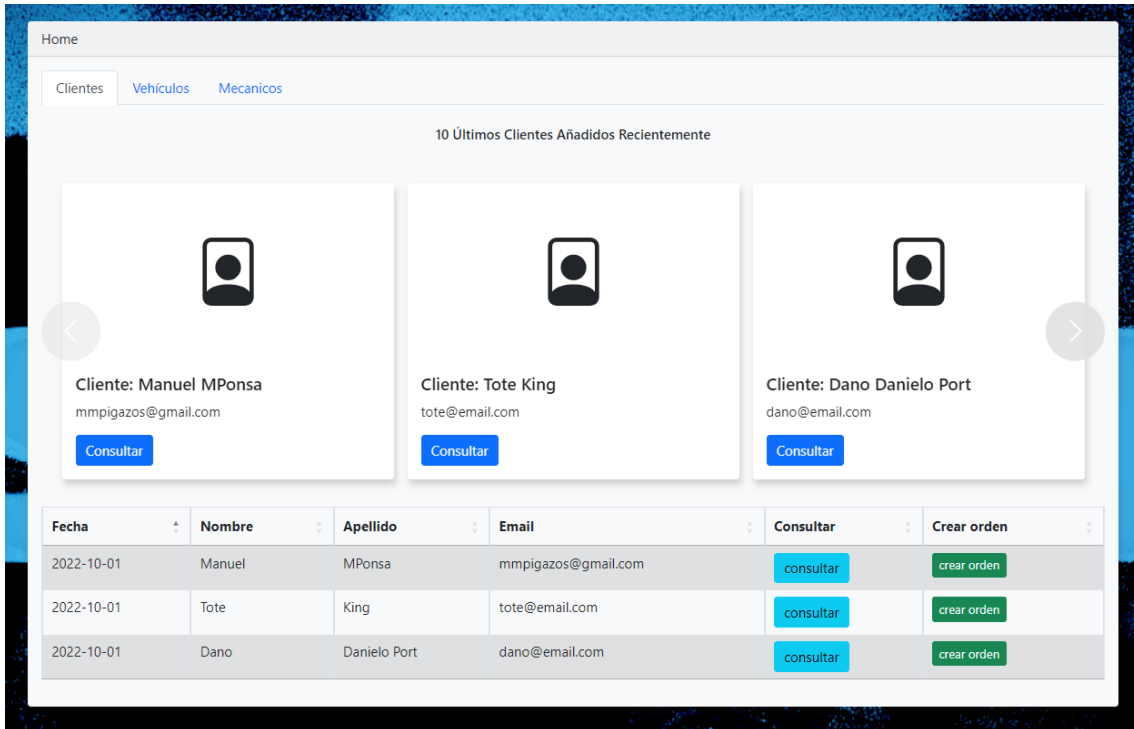 Home
Clientes Vehículos Mecanicos
10 Últimos Clientes Añadidos Recientemente
Cliente: Manuel MPonsa
mmpigazos@gmail.com
Consultar
Cliente: Tote King
tote@email.com
Consultar
Cliente: Dano Danielo Port
dano@email.com
Consultar
Fecha Nombre Apellido Email Consultar Crear orden
2022-10-01 Manuel MPonsa mmpigazos@gmail.com consultar crear orden
2022-10-01 Tote King tote@email.com consultar crear orden
2022-10-01 Dano Danielo Port dano@email.com consultar crear orden